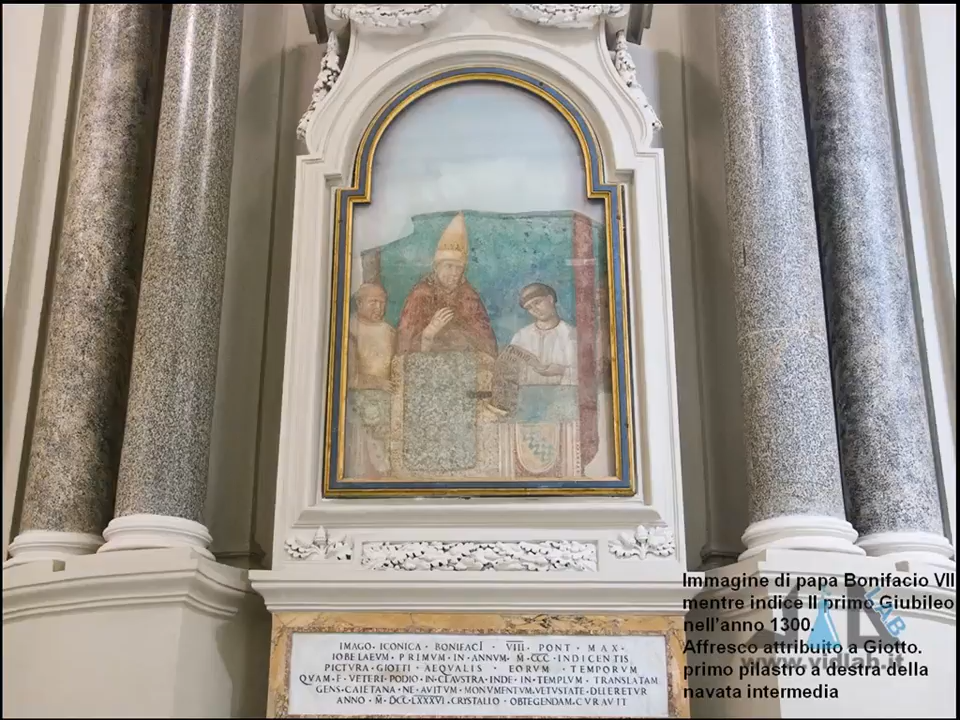 IMAGO·ICONICA·BONIFACI·VIII·PONT·MAX·
IOBELAEVM·PRIMVM·IN·ANNVM·M·CCC·INDICENTIS
PICTVRA·GIOTTI·AEQVALIS·EORVM·TEMPORVM
QVAM·E·VETERI·PODIO·IN·CLAVSTRA·INDE·IN·TEMPLVM·TRANSLATAM
GENS·CAIETANA·NE·AVITVM·MONVMENTVM·VETVSTATE·DELERETVR
ANNO·M·DCC·LXXXVI·CRYSTALLO·OBTEGENDAM·CVRAVIT
Immagine di papa Bonifacio VII
mentre indice Il primo Giubileo
nell'anno 1300.
Affresco attribuito a Giotto.
primo pilastro a destra della
navata intermedia
LAB
www.vidlab.it